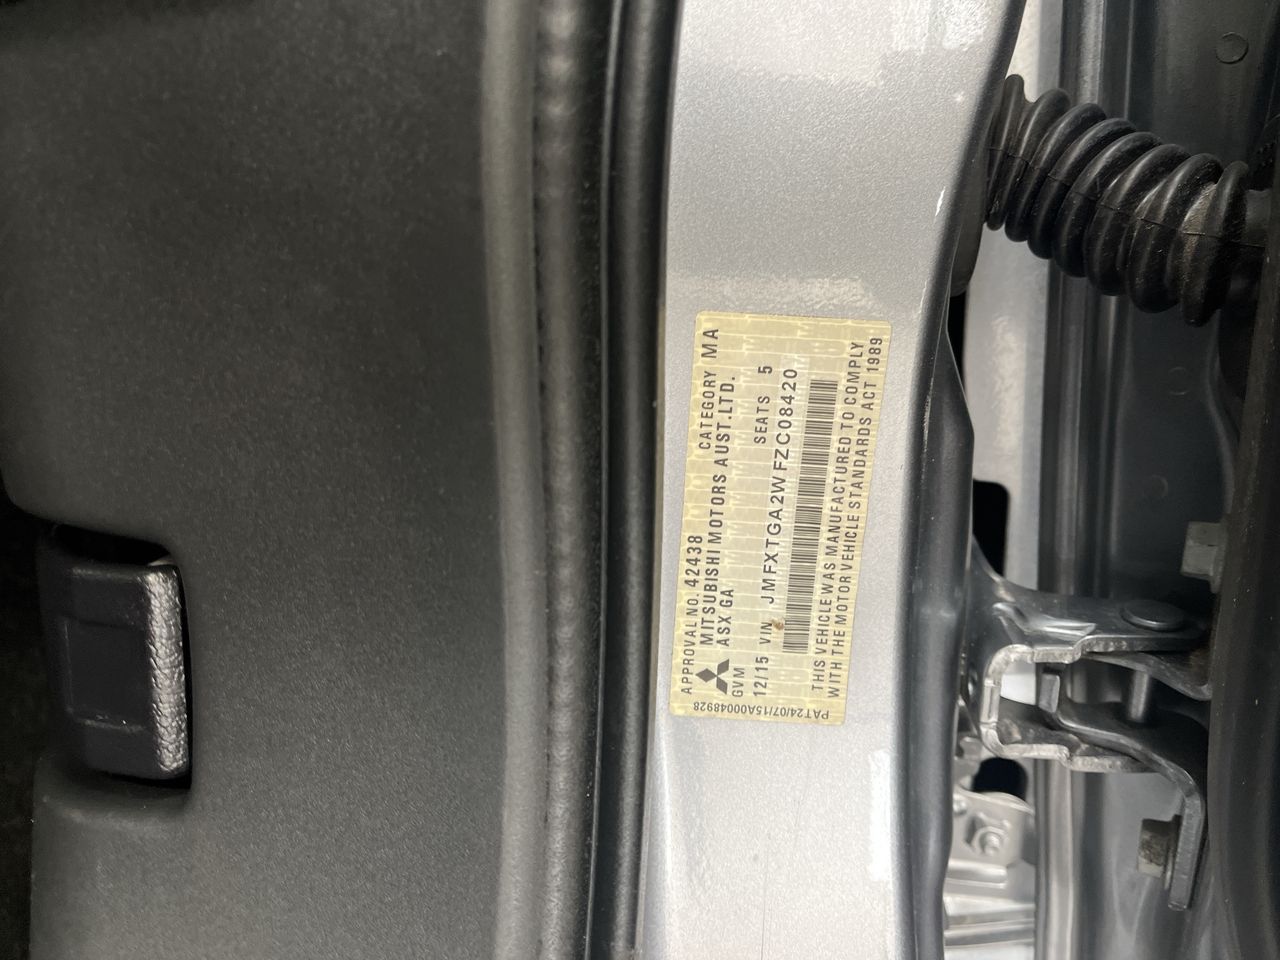 APPROVAL NO. 42438 CATEGORY MA
MITSUBISHI MOTORS AUST.LTD.
ASX GA
GVM
12/15 VIN JMFXTGA2WFZC08420 SEATS 5
THIS VEHICLE WAS MANUFACTURED TO COMPLY
WITH THE MOTOR VEHICLE STANDARDS ACT 1989
PAT24/07/15A00048928